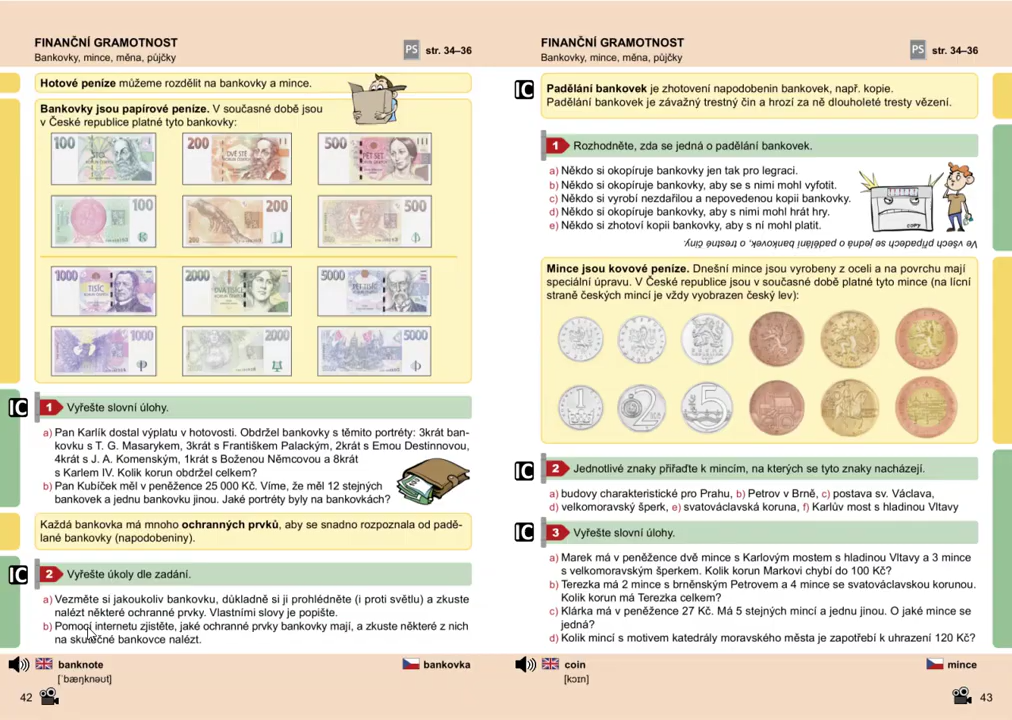 FINANČNÍ GRAMOTNOST
Bankovky, mince, měna, půjčky
PS str. 34–36
Hotové peníze můžeme rozdělit na bankovky a mince.
Bankovky jsou papírové peníze. V současné době jsou
v České republice platné tyto bankovky:
100
200
500
100
200
500
1000
2000
5000
1000
2000
5000
IC
1 Vyřešte slovní úlohy.
a) Pan Karlík dostal výplatu v hotovosti. Obdržel bankovky s těmito portréty: 3krát ban-
kovku s T. G. Masarykem, 3krát s Františkem Palackým, 2krát s Emou Destinnovou,
4krát s J. A. Komenským, 1krát s Boženou Němcovou a 8krát
s Karlem IV. Kolik korun obdržel celkem?
b) Pan Kubíček měl v peněžence 25 000 Kč. Víme, že měl 12 stejných
bankovek a jednu bankovku jinou. Jaké portréty byly na bankovkách?
Každá bankovka má mnoho ochranných prvků, aby se snadno rozpoznala od padě-
lané bankovky (napodobeniny).
IC
2 Vyřešte úkoly dle zadání.
a) Vezměte si jakoukoliv bankovku, důkladně si ji prohlédněte (i proti světlu) a zkuste
nalézt některé ochranné prvky. Vlastními slovy je popište.
b) Pomocí internetu zjistěte, jaké ochranné prvky bankovky mají, a zkuste některé z nich
na skutečné bankovce nalézt.
banknote
[ˈbæŋknəʊt]
bankovka
42
FINANČNÍ GRAMOTNOST
Bankovky, mince, měna, půjčky
PS str. 34–36
IC
Padělání bankovek je zhotovení napodobenin bankovek, např. kopie.
Padělání bankovek je závažný trestný čin a hrozí za ně dlouholeté tresty vězení.
1 Rozhodněte, zda se jedná o padělání bankovek.
a) Někdo si okopíruje bankovky jen tak pro legraci.
b) Někdo si okopíruje bankovky, aby se s nimi mohl vyfotit.
c) Někdo si vyrobí nezdařilou a nepovedenou kopii bankovky.
d) Někdo si okopíruje bankovky, aby s nimi mohl hrát hry.
e) Někdo si zhotoví kopii bankovky, aby s ní mohl platit.
COPY
Ve všech případech se jedná o padělání bankovek, o trestné činy.
Mince jsou kovové peníze. Dnešní mince jsou vyrobeny z oceli a na povrchu mají
speciální úpravu. V České republice jsou v současné době platné tyto mince (na lícní
straně českých mincí je vždy vyobrazen český lev):
1
2
5
IC
2 Jednotlivé znaky přiřaďte k mincím, na kterých se tyto znaky nacházejí.
a) budovy charakteristické pro Prahu, b) Petrov v Brně, c) postava sv. Václava,
d) velkomoravský šperk, e) svatováclavská koruna, f) Karlův most s hladinou Vltavy
IC
3 Vyřešte slovní úlohy.
a) Marek má v peněžence dvě mince s Karlovým mostem s hladinou Vltavy a 3 mince
s velkomoravským šperkem. Kolik korun Markovi chybí do 100 Kč?
b) Terezka má 2 mince s brněnským Petrovem a 4 mince se svatováclavskou korunou.
Kolik korun má Terezka celkem?
c) Klárka má v peněžence 27 Kč. Má 5 stejných mincí a jednu jinou. O jaké mince se
jedná?
d) Kolik mincí s motivem katedrály moravského města je zapotřebí k uhrazení 120 Kč?
coin
[kɔɪn]
mince
43